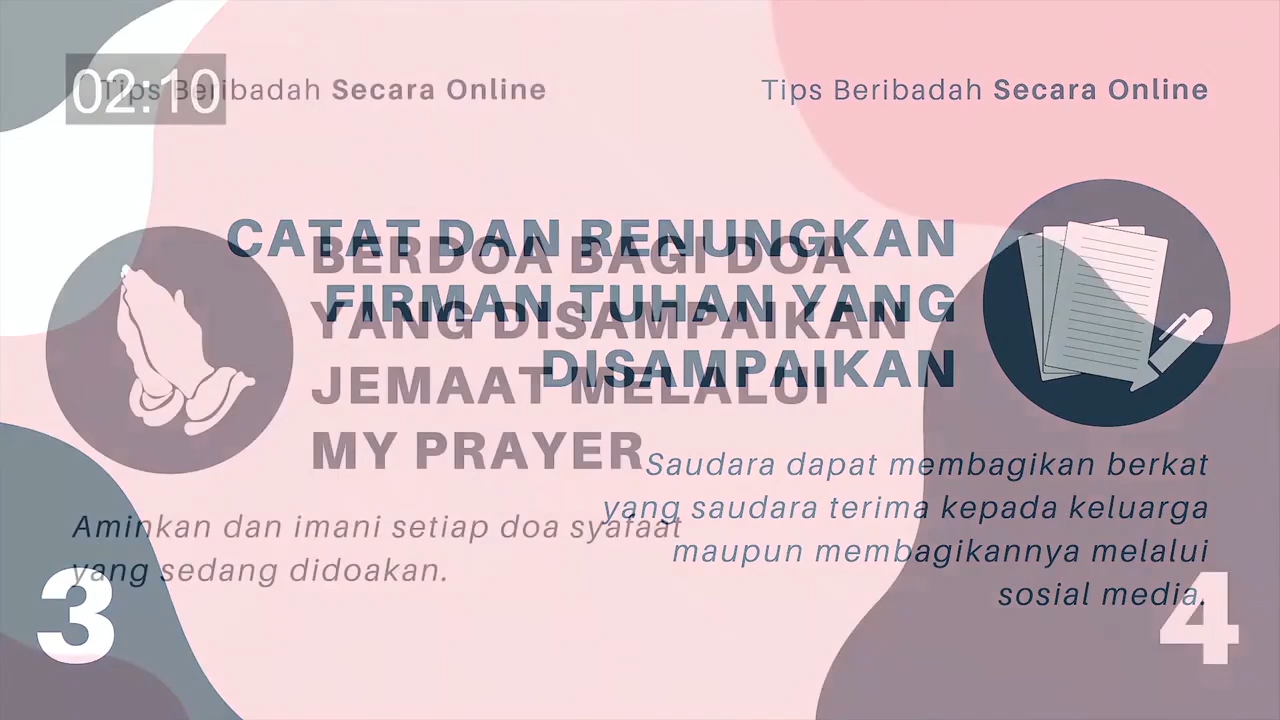 02:10
Tips Beribadah Secara Online
BERDOA BAGI DOA
YANG DISAMPAIKAN
JEMAAT MELALUI
MY PRAYER
Aminkan dan imani setiap doa syafaat
yang sedang didoakan.
3
Tips Beribadah Secara Online
CATAT DAN RENUNGKAN
FIRMAN TUHAN YANG
DISAMPAIKAN
Saudara dapat membagikan berkat
yang saudara terima kepada keluarga
maupun membagikannya melalui
sosial media.
4